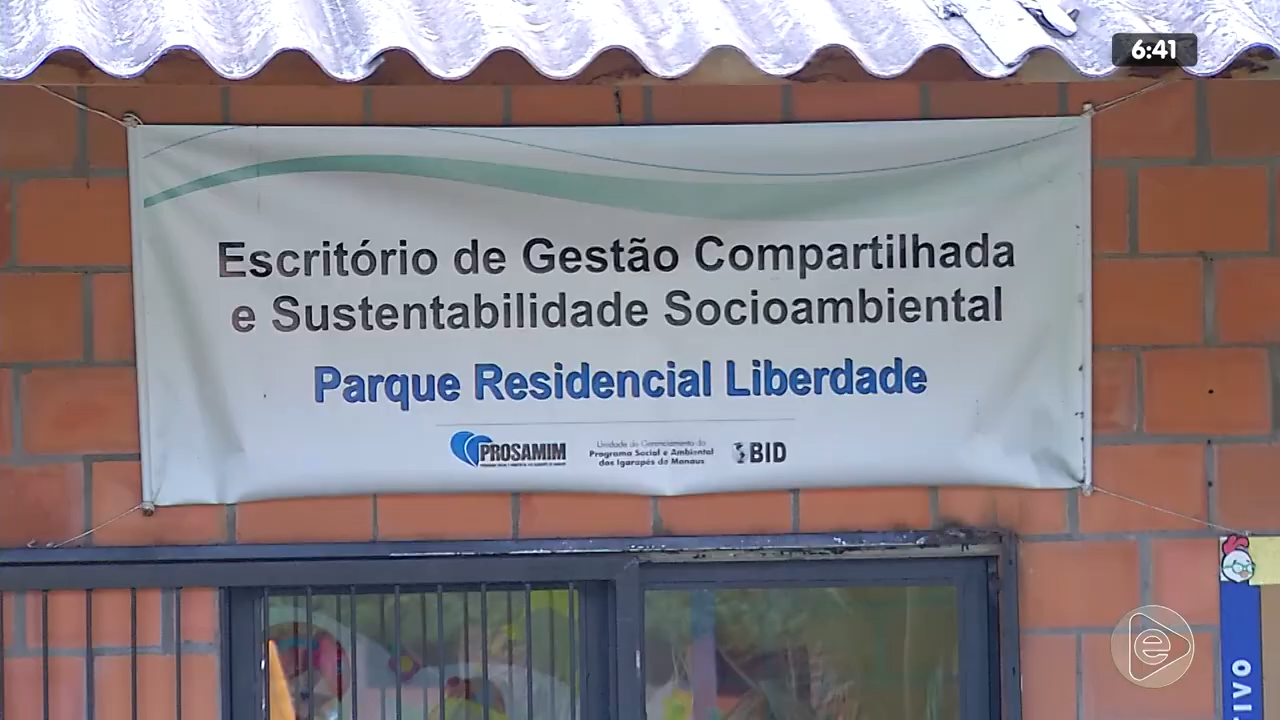 6:41
Escritório de Gestão Compartilhada
e Sustentabilidade Socioambiental
Parque Residencial Liberdade
PROSAMIM
Unidade de Gerenciamento do
Programa Social e Ambiental
dos Igarapés de Manaus
BID
e
IVO